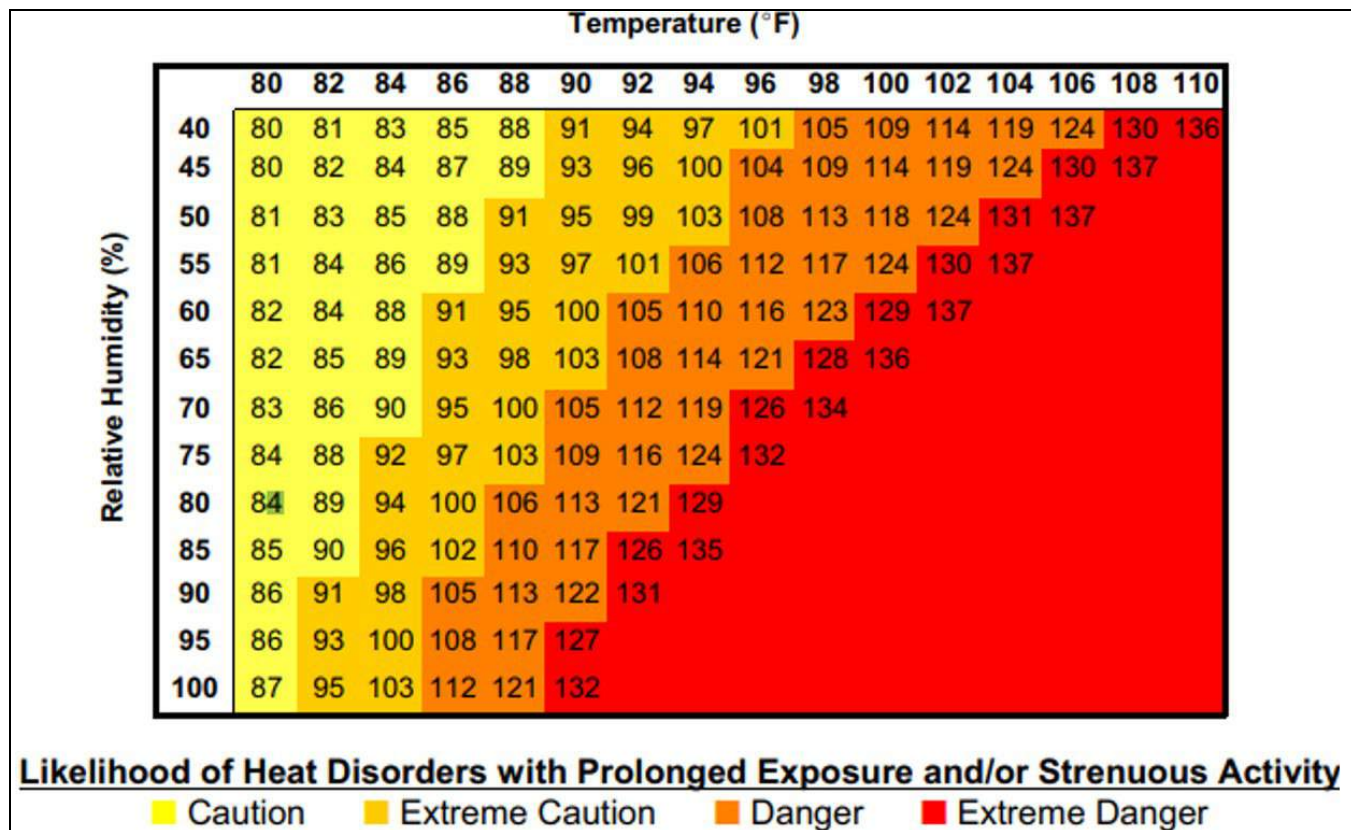 Temperature (°F)
80 82 84 86 88 90 92 94 96 98 100 102 104 106 108 110
Relative Humidity (%)
40 80 81 83 85 88 91 94 97 101 105 109 114 119 124 130 136
45 80 82 84 87 89 93 96 100 104 109 114 119 124 130 137
50 81 83 85 88 91 95 99 103 108 113 118 124 131 137
55 81 84 86 89 93 97 101 106 112 117 124 130 137
60 82 84 88 91 95 100 105 110 116 123 129 137
65 82 85 89 93 98 103 108 114 121 128 136
70 83 86 90 95 100 105 112 119 126 134
75 84 88 92 97 103 109 116 124 132
80 84 89 94 100 106 113 121 129
85 85 90 96 102 110 117 126 135
90 86 91 98 105 113 122 131
95 86 93 100 108 117 127
100 87 95 103 112 121 132
Likelihood of Heat Disorders with Prolonged Exposure and/or Strenuous Activity
Caution Extreme Caution Danger Extreme Danger